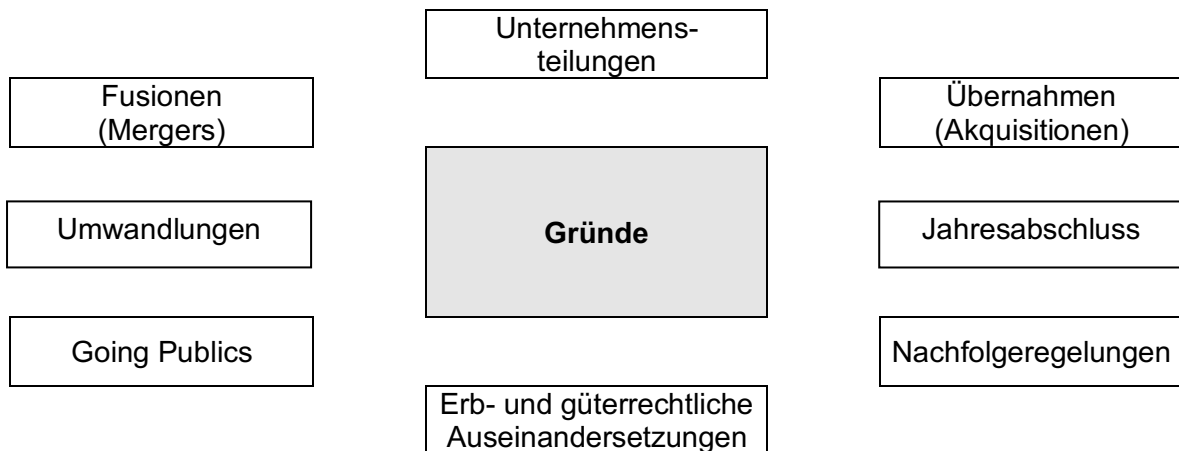 Unternehmens-
teilungen
Fusionen
(Mergers)
Übernahmen
(Akquisitionen)
Umwandlungen
Gründe
Jahresabschluss
Going Publics
Nachfolgeregelungen
Erb- und güterrechtliche
Auseinandersetzungen